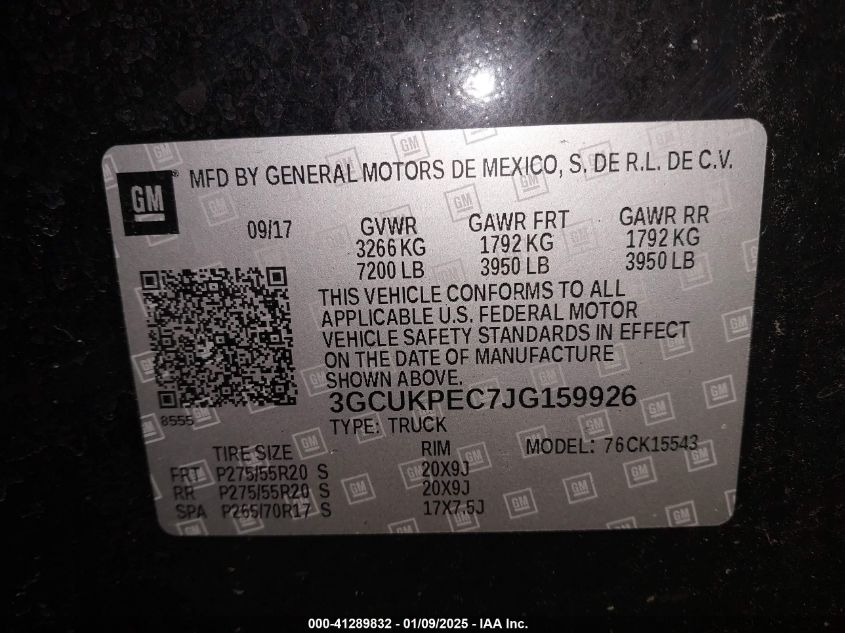 GM MFD BY GENERAL MOTORS DE MEXICO, S. DE R.L. DE C.V.
09/17 GVWR GAWR FRT GAWR RR
3266 KG 1792 KG 1792 KG
7200 LB 3950 LB 3950 LB
THIS VEHICLE CONFORMS TO ALL
APPLICABLE U.S. FEDERAL MOTOR
VEHICLE SAFETY STANDARDS IN EFFECT
ON THE DATE OF MANUFACTURE
SHOWN ABOVE.
3GCUKPEC7JG159926
8555
TYPE: TRUCK
TIRE SIZE RIM MODEL: 76CK15543
FRT P275/55R20 S 20X9J
RR P275/55R20 S 20X9J
SPA P265/70R17 S 17X7.5J
000-41289832 - 01/09/2025 - IAA Inc.